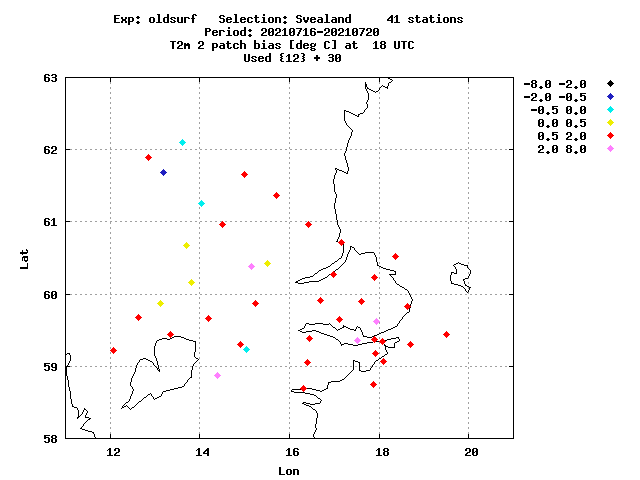 Exp: oldsurf   Selection: Svealand     41 stations
Period: 20210716-20210720
T2m 2 patch bias [deg C] at  18 UTC
Used {12} + 30
63
62
61
60
59
58
Lat
12
14
16
18
20
Lon
-8.0 -2.0
-2.0 -0.5
-0.5 0.0
0.0 0.5
0.5 2.0
2.0 8.0